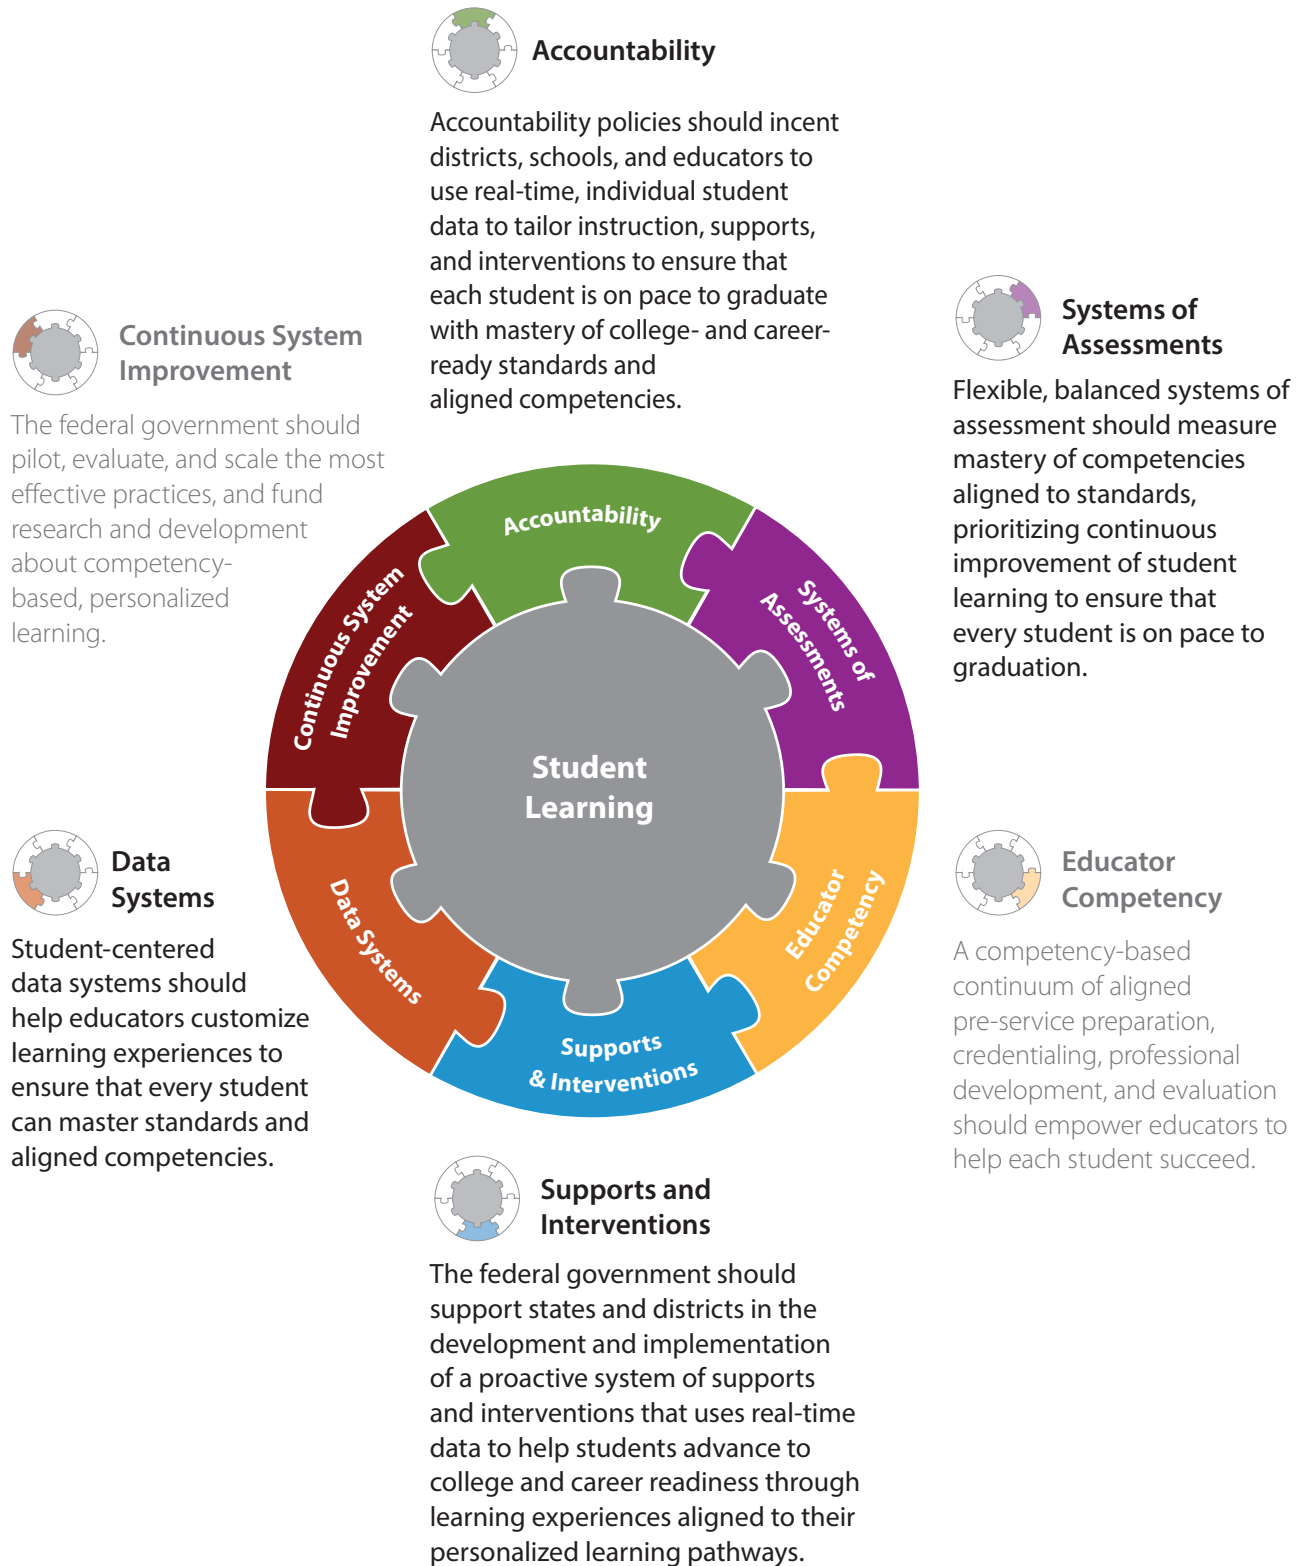 Accountability
Accountability policies should incent
districts, schools, and educators to
use real-time, individual student
data to tailor instruction, supports,
and interventions to ensure that
each student is on pace to graduate
with mastery of college- and career-
ready standards and
aligned competencies.
Continuous System
Improvement
The federal government should
pilot, evaluate, and scale the most
effective practices, and fund
research and development
about competency-
based, personalized
learning.
Systems of
Assessments
Flexible, balanced systems of
assessment should measure
mastery of competencies
aligned to standards,
prioritizing continuous
improvement of student
learning to ensure that
every student is on pace to
graduation.
Accountability
Systems of
Assessments
Continuous System
Improvement
Student
Learning
Data Systems
Educator
Competency
Supports
& Interventions
Data
Systems
Student-centered
data systems should
help educators customize
learning experiences to
ensure that every student
can master standards and
aligned competencies.
Educator
Competency
A competency-based
continuum of aligned
pre-service preparation,
credentialing, professional
development, and evaluation
should empower educators to
help each student succeed.
Supports and
Interventions
The federal government should
support states and districts in the
development and implementation
of a proactive system of supports
and interventions that uses real-time
data to help students advance to
college and career readiness through
learning experiences aligned to their
personalized learning pathways.